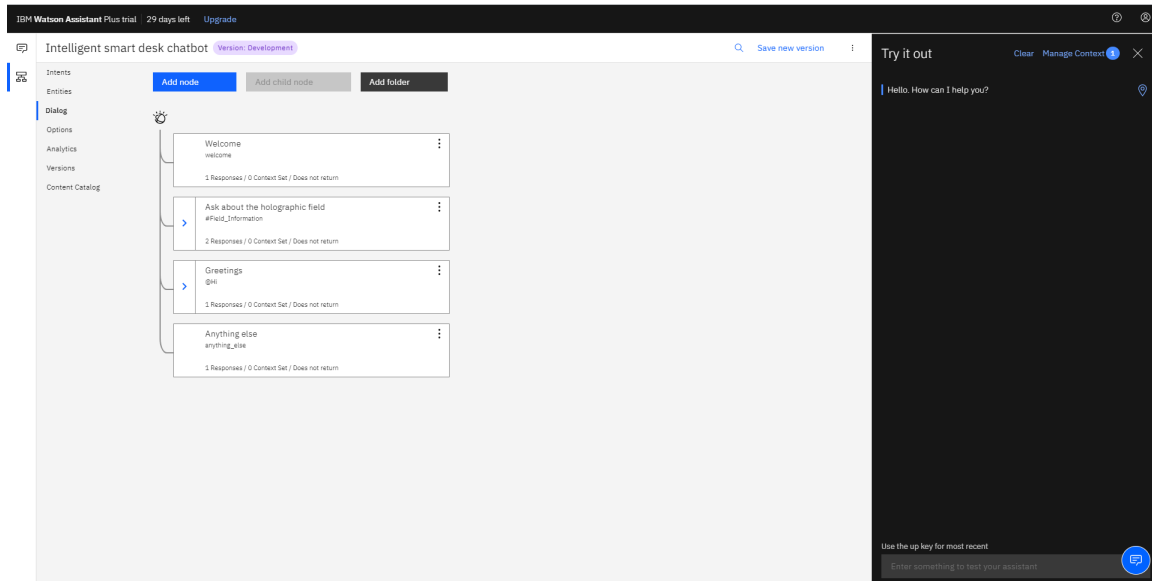 IBM Watson Assistant Plus trial 29 days left Upgrade
Intelligent smart desk chatbot Version: Development Save new version
Intents
Entities
Dialog
Options
Analytics
Versions
Content Catalog
Add node Add child node Add folder
Welcome
welcome
1 Responses / 0 Context Set / Does not return
Ask about the holographic field
#Field_Information
2 Responses / 0 Context Set / Does not return
Greetings
@Hi
1 Responses / 0 Context Set / Does not return
Anything else
anything_else
1 Responses / 0 Context Set / Does not return
Try it out Clear Manage Context 1
Hello. How can I help you?
Use the up key for most recent
Enter something to test your assistant